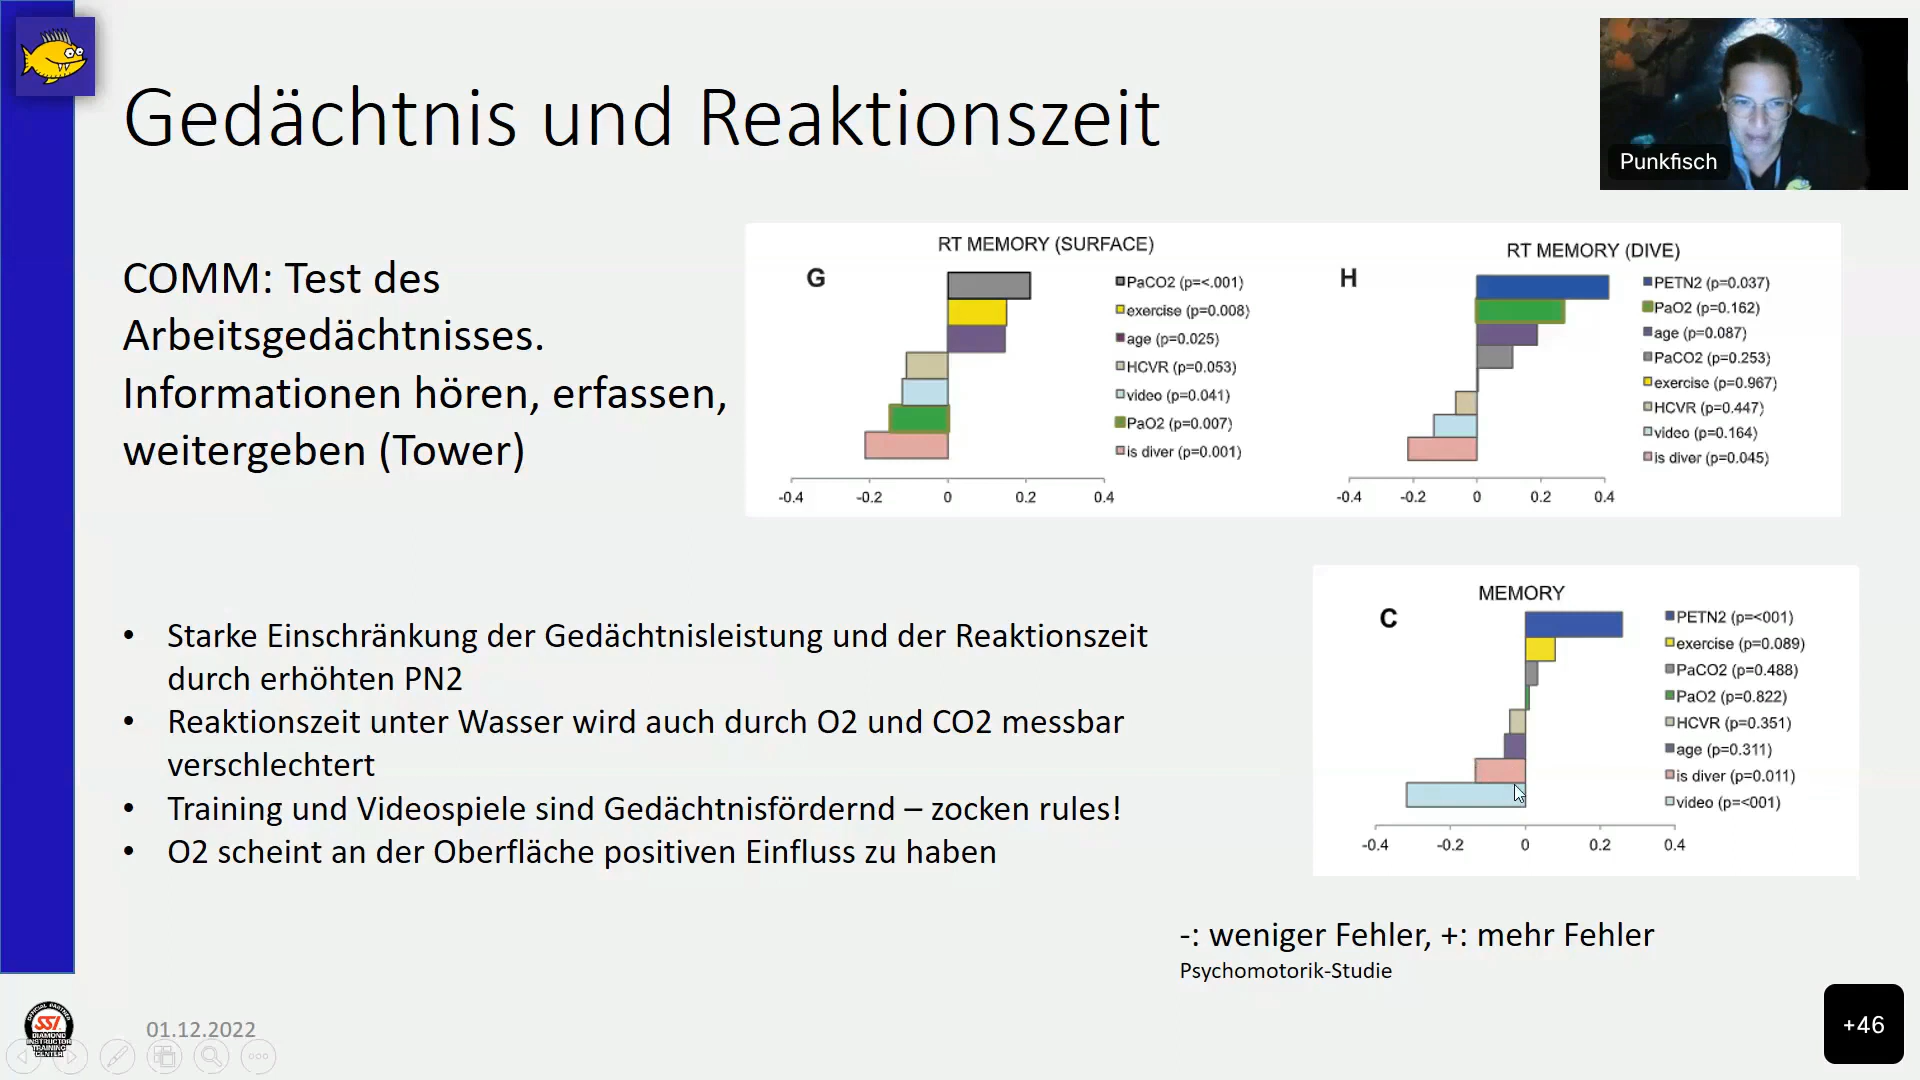 Gedächtnis und Reaktionszeit
Punkfisch
COMM: Test des
Arbeitsgedächtnisses.
Informationen hören, erfassen,
weitergeben (Tower)
RT MEMORY (SURFACE)
G
PaCO2 (p=<.001)
exercise (p=0.008)
age (p=0.025)
HCVR (p=0.053)
video (p=0.041)
PaO2 (p=0.007)
is diver (p=0.001)
-0.4 -0.2 0 0.2 0.4
RT MEMORY (DIVE)
H
PETN2 (p=0.037)
PaO2 (p=0.162)
age (p=0.087)
PaCO2 (p=0.253)
exercise (p=0.967)
HCVR (p=0.447)
video (p=0.164)
is diver (p=0.045)
-0.4 -0.2 0 0.2 0.4
• Starke Einschränkung der Gedächtnisleistung und der Reaktionszeit
durch erhöhten PN2
• Reaktionszeit unter Wasser wird auch durch O2 und CO2 messbar
verschlechtert
• Training und Videospiele sind Gedächtnisfördernd – zocken rules!
• O2 scheint an der Oberfläche positiven Einfluss zu haben
MEMORY
C
PETN2 (p=<001)
exercise (p=0.089)
PaCO2 (p=0.488)
PaO2 (p=0.822)
HCVR (p=0.351)
age (p=0.311)
is diver (p=0.011)
video (p=<001)
-0.4 -0.2 0 0.2 0.4
-: weniger Fehler, +: mehr Fehler
Psychomotorik-Studie
SSI
DIAMOND
INSTRUCTOR
TRAINING
CENTER
01.12.2022
+46